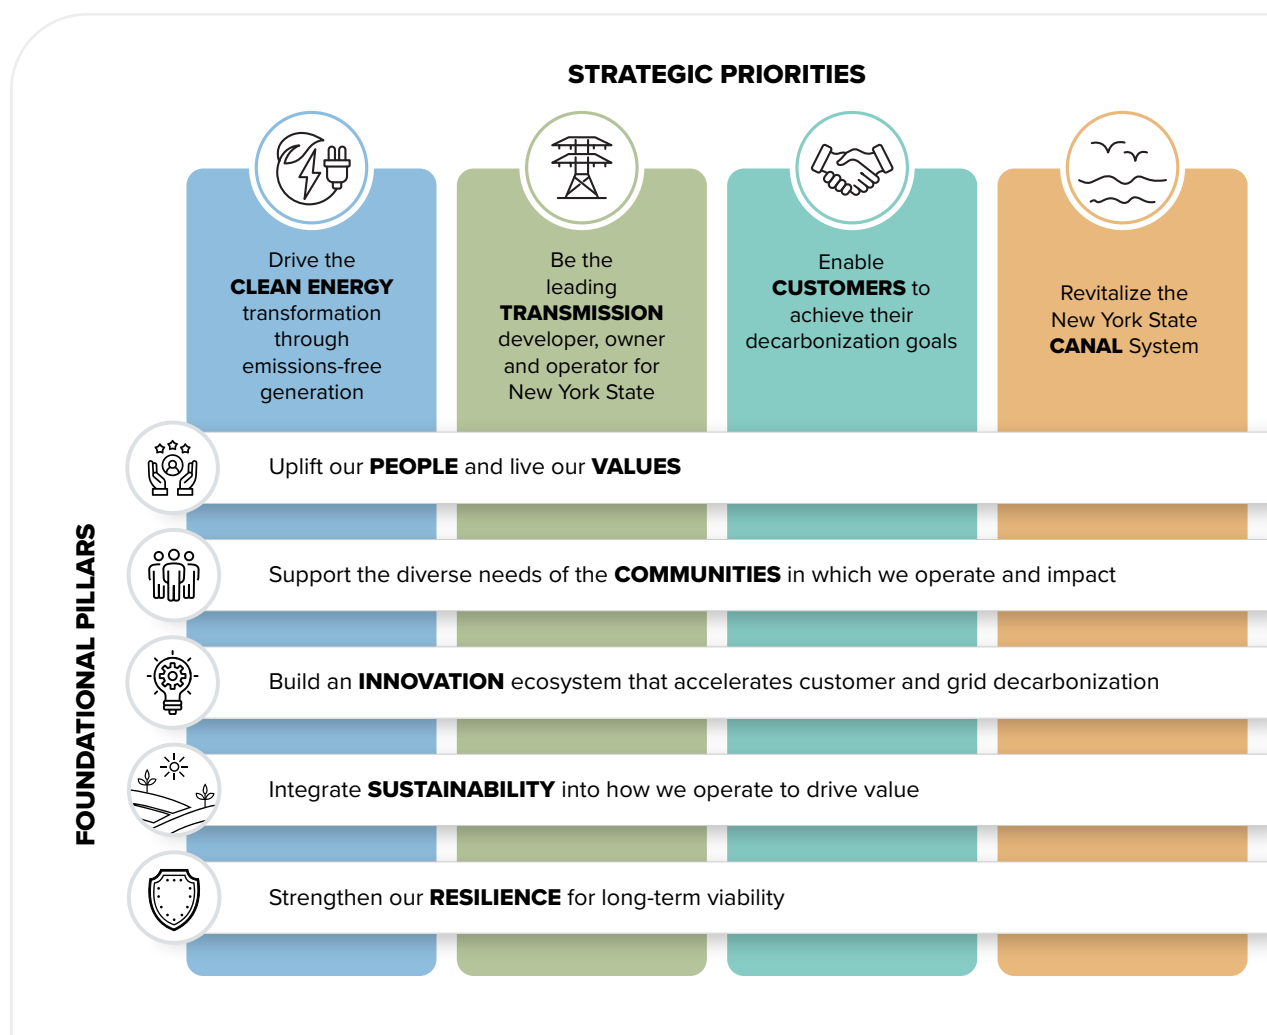 STRATEGIC PRIORITIES
Drive the
CLEAN ENERGY
transformation
through
emissions-free
generation
Be the
leading
TRANSMISSION
developer, owner
and operator for
New York State
Enable
CUSTOMERS to
achieve their
decarbonization goals
Revitalize the
New York State
CANAL System
FOUNDATIONAL PILLARS
Uplift our PEOPLE and live our VALUES
Support the diverse needs of the COMMUNITIES in which we operate and impact
Build an INNOVATION ecosystem that accelerates customer and grid decarbonization
Integrate SUSTAINABILITY into how we operate to drive value
Strengthen our RESILIENCE for long-term viability